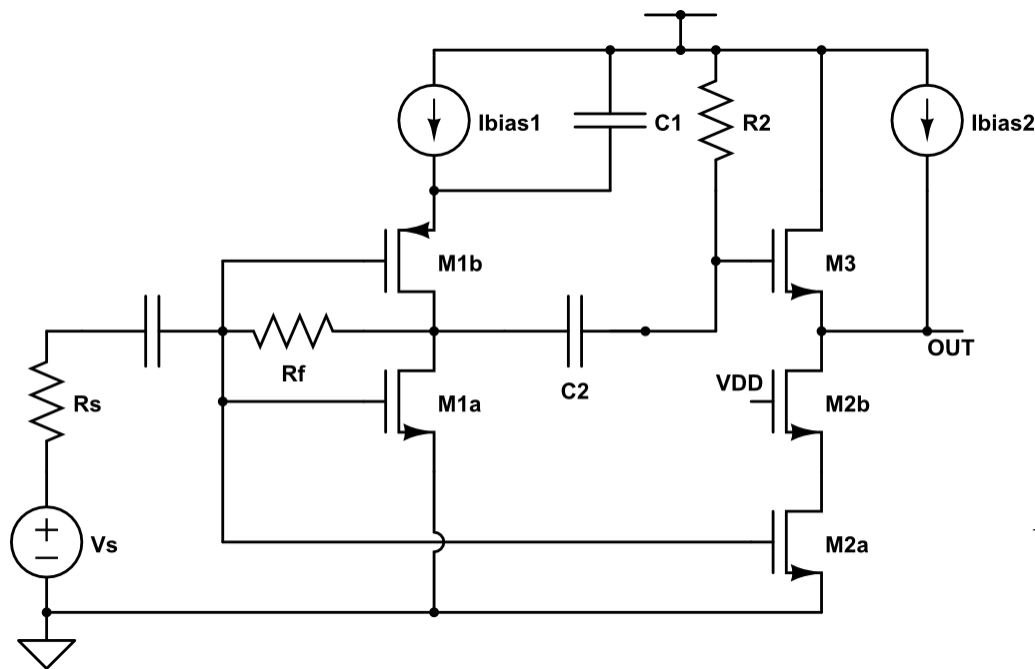 Ibias1
C1
R2
Ibias2
M1b
M3
Rf
C2
OUT
Rs
M1a
VDD
M2b
Vs
M2a